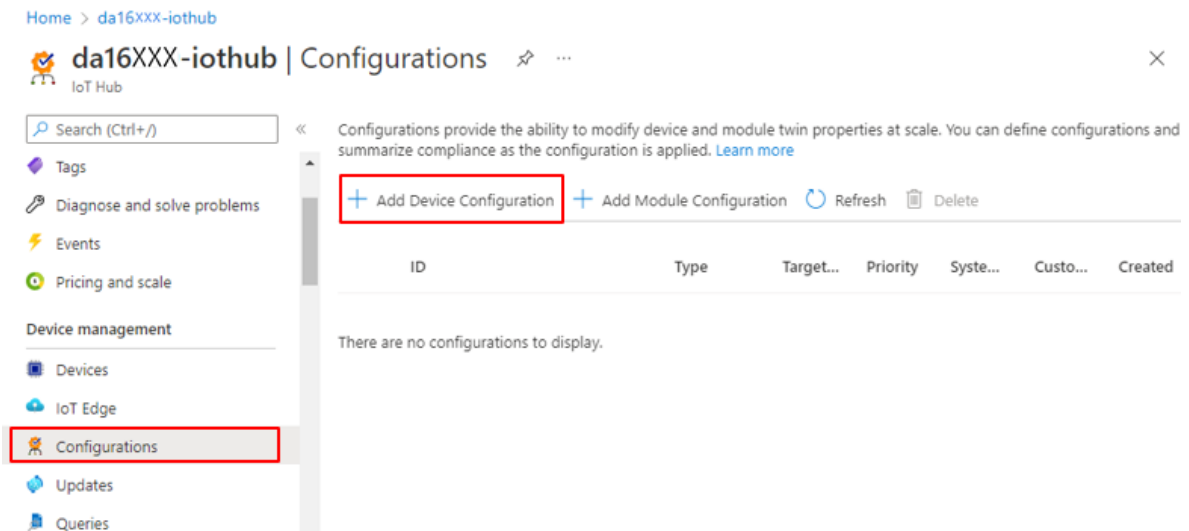 Home > da16XXX-iothub
da16XXX-iothub | Configurations ...
IoT Hub
Search (Ctrl+/)
«
Tags
Diagnose and solve problems
Events
Pricing and scale
Device management
Devices
IoT Edge
Configurations
Updates
Queries
Configurations provide the ability to modify device and module twin properties at scale. You can define configurations and
summarize compliance as the configuration is applied. Learn more
+ Add Device Configuration + Add Module Configuration Refresh Delete
ID Type Target... Priority Syste... Custo... Created
There are no configurations to display.